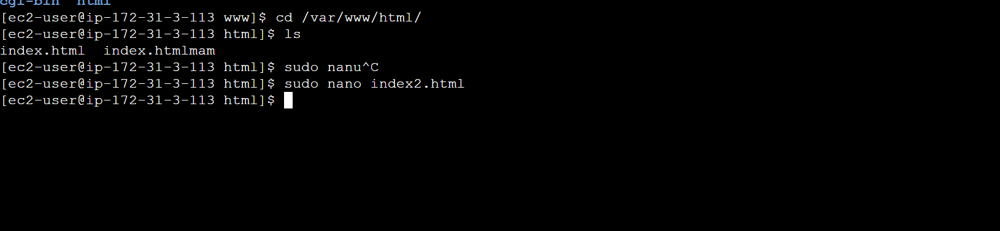 cgi-bin  html
[ec2-user@ip-172-31-3-113 www]$ cd /var/www/html/
[ec2-user@ip-172-31-3-113 html]$ ls
index.html  index.htmlmam
[ec2-user@ip-172-31-3-113 html]$ sudo nanu^C
[ec2-user@ip-172-31-3-113 html]$ sudo nano index2.html
[ec2-user@ip-172-31-3-113 html]$